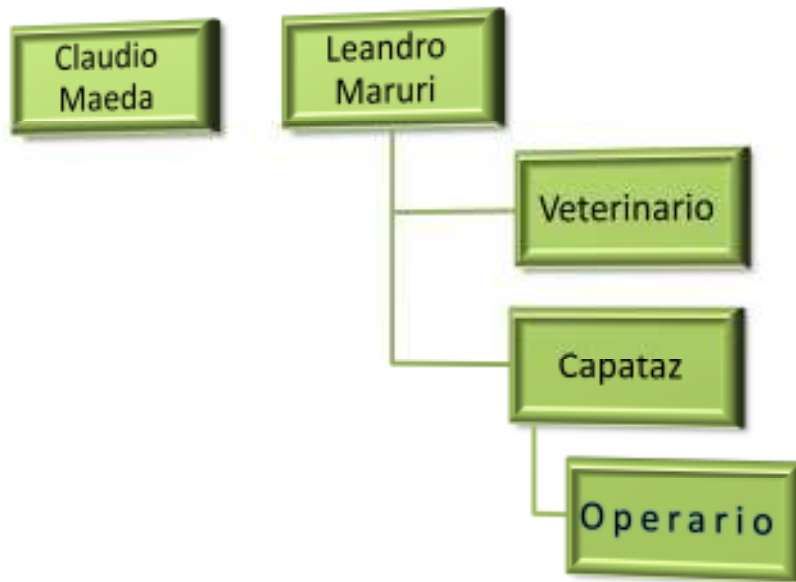 Claudio
Maeda
Leandro
Maruri
Veterinario
Capataz
Operario